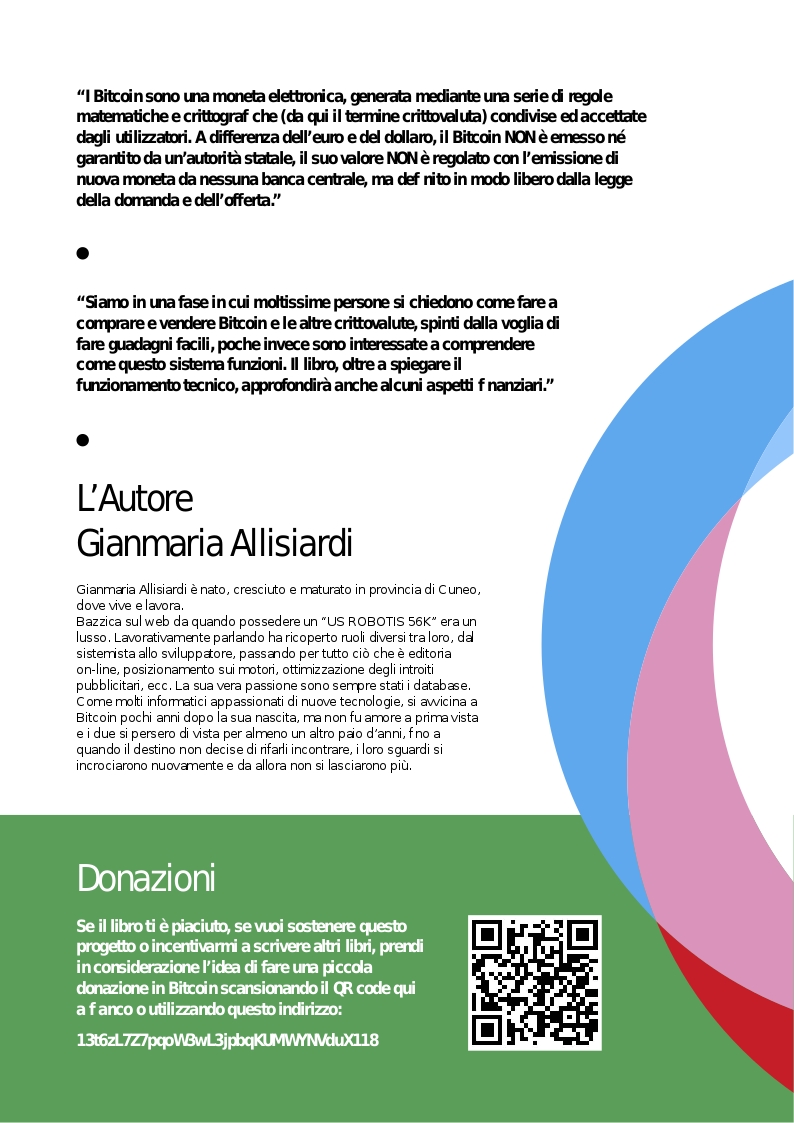 “I Bitcoin sono una moneta elettronica, generata mediante una serie di regole
matematiche e crittograf che (da qui il termine crittovaluta) condivise ed accettate
dagli utilizzatori. A differenza dell’euro e del dollaro, il Bitcoin NON è emesso né
garantito da un’autorità statale, il suo valore NON è regolato con l’emissione di
nuova moneta da nessuna banca centrale, ma def nito in modo libero dalla legge
della domanda e dell’offerta.”
“Siamo in una fase in cui moltissime persone si chiedono come fare a
comprare e vendere Bitcoin e le altre crittovalute, spinti dalla voglia di
fare guadagni facili, poche invece sono interessate a comprendere
come questo sistema funzioni. Il libro, oltre a spiegare il
funzionamento tecnico, approfondirà anche alcuni aspetti f nanziari.”
L’Autore
Gianmaria Allisiardi
Gianmaria Allisiardi è nato, cresciuto e maturato in provincia di Cuneo,
dove vive e lavora.
Bazzica sul web da quando possedere un “US ROBOTIS 56K” era un
lusso. Lavorativamente parlando ha ricoperto ruoli diversi tra loro, dal
sistemista allo sviluppatore, passando per tutto ciò che è editoria
on-line, posizionamento sui motori, ottimizzazione degli introiti
pubblicitari, ecc. La sua vera passione sono sempre stati i database.
Come molti informatici appassionati di nuove tecnologie, si avvicina a
Bitcoin pochi anni dopo la sua nascita, ma non fu amore a prima vista
e i due si persero di vista per almeno un altro paio d’anni, f no a
quando il destino non decise di rifarli incontrare, i loro sguardi si
incrociarono nuovamente e da allora non si lasciarono più.
Donazioni
Se il libro ti è piaciuto, se vuoi sostenere questo
progetto o incentivarmi a scrivere altri libri, prendi
in considerazione l’idea di fare una piccola
donazione in Bitcoin scansionando il QR code qui
a f anco o utilizzando questo indirizzo:
13t6zL7Z7pqoW3wL3jpbqKUMWYNVduX118